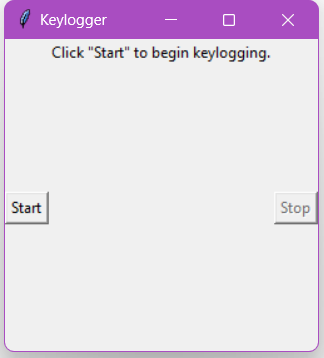 Keylogger
Click "Start" to begin keylogging.
Start
Stop